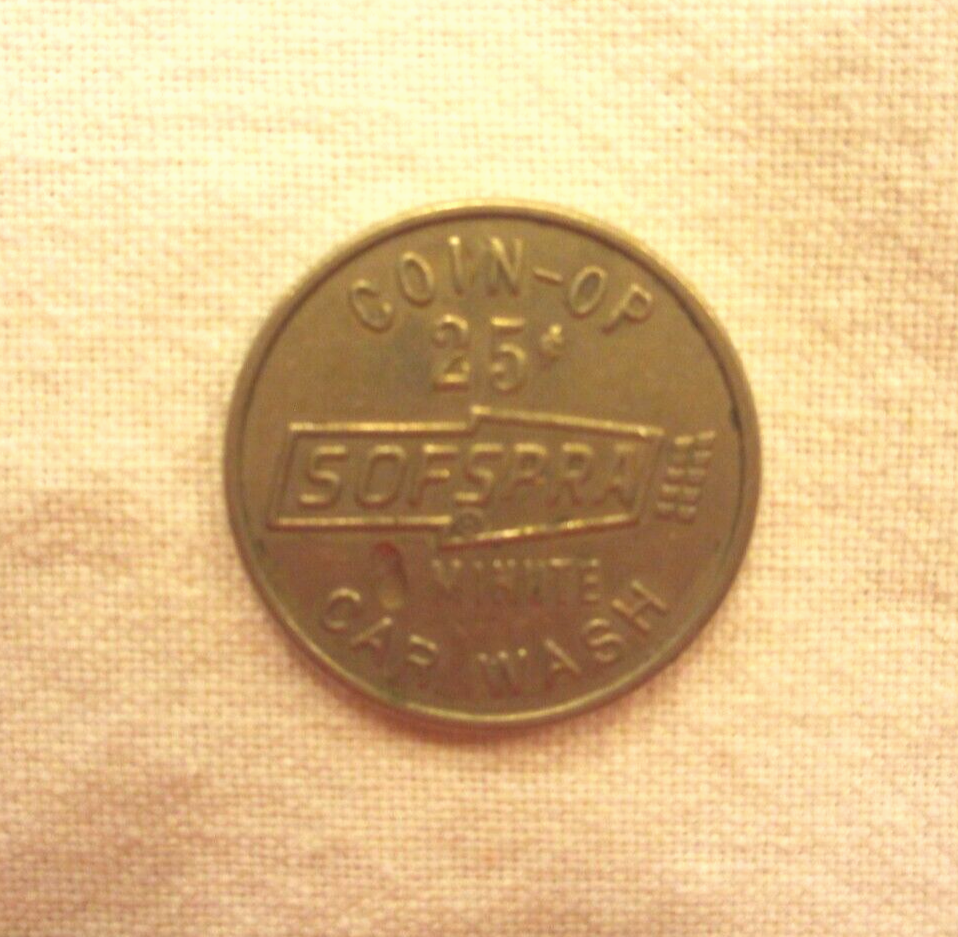 COIN-OP
25¢
SOFSPRA
®
MINUTE
CAR WASH